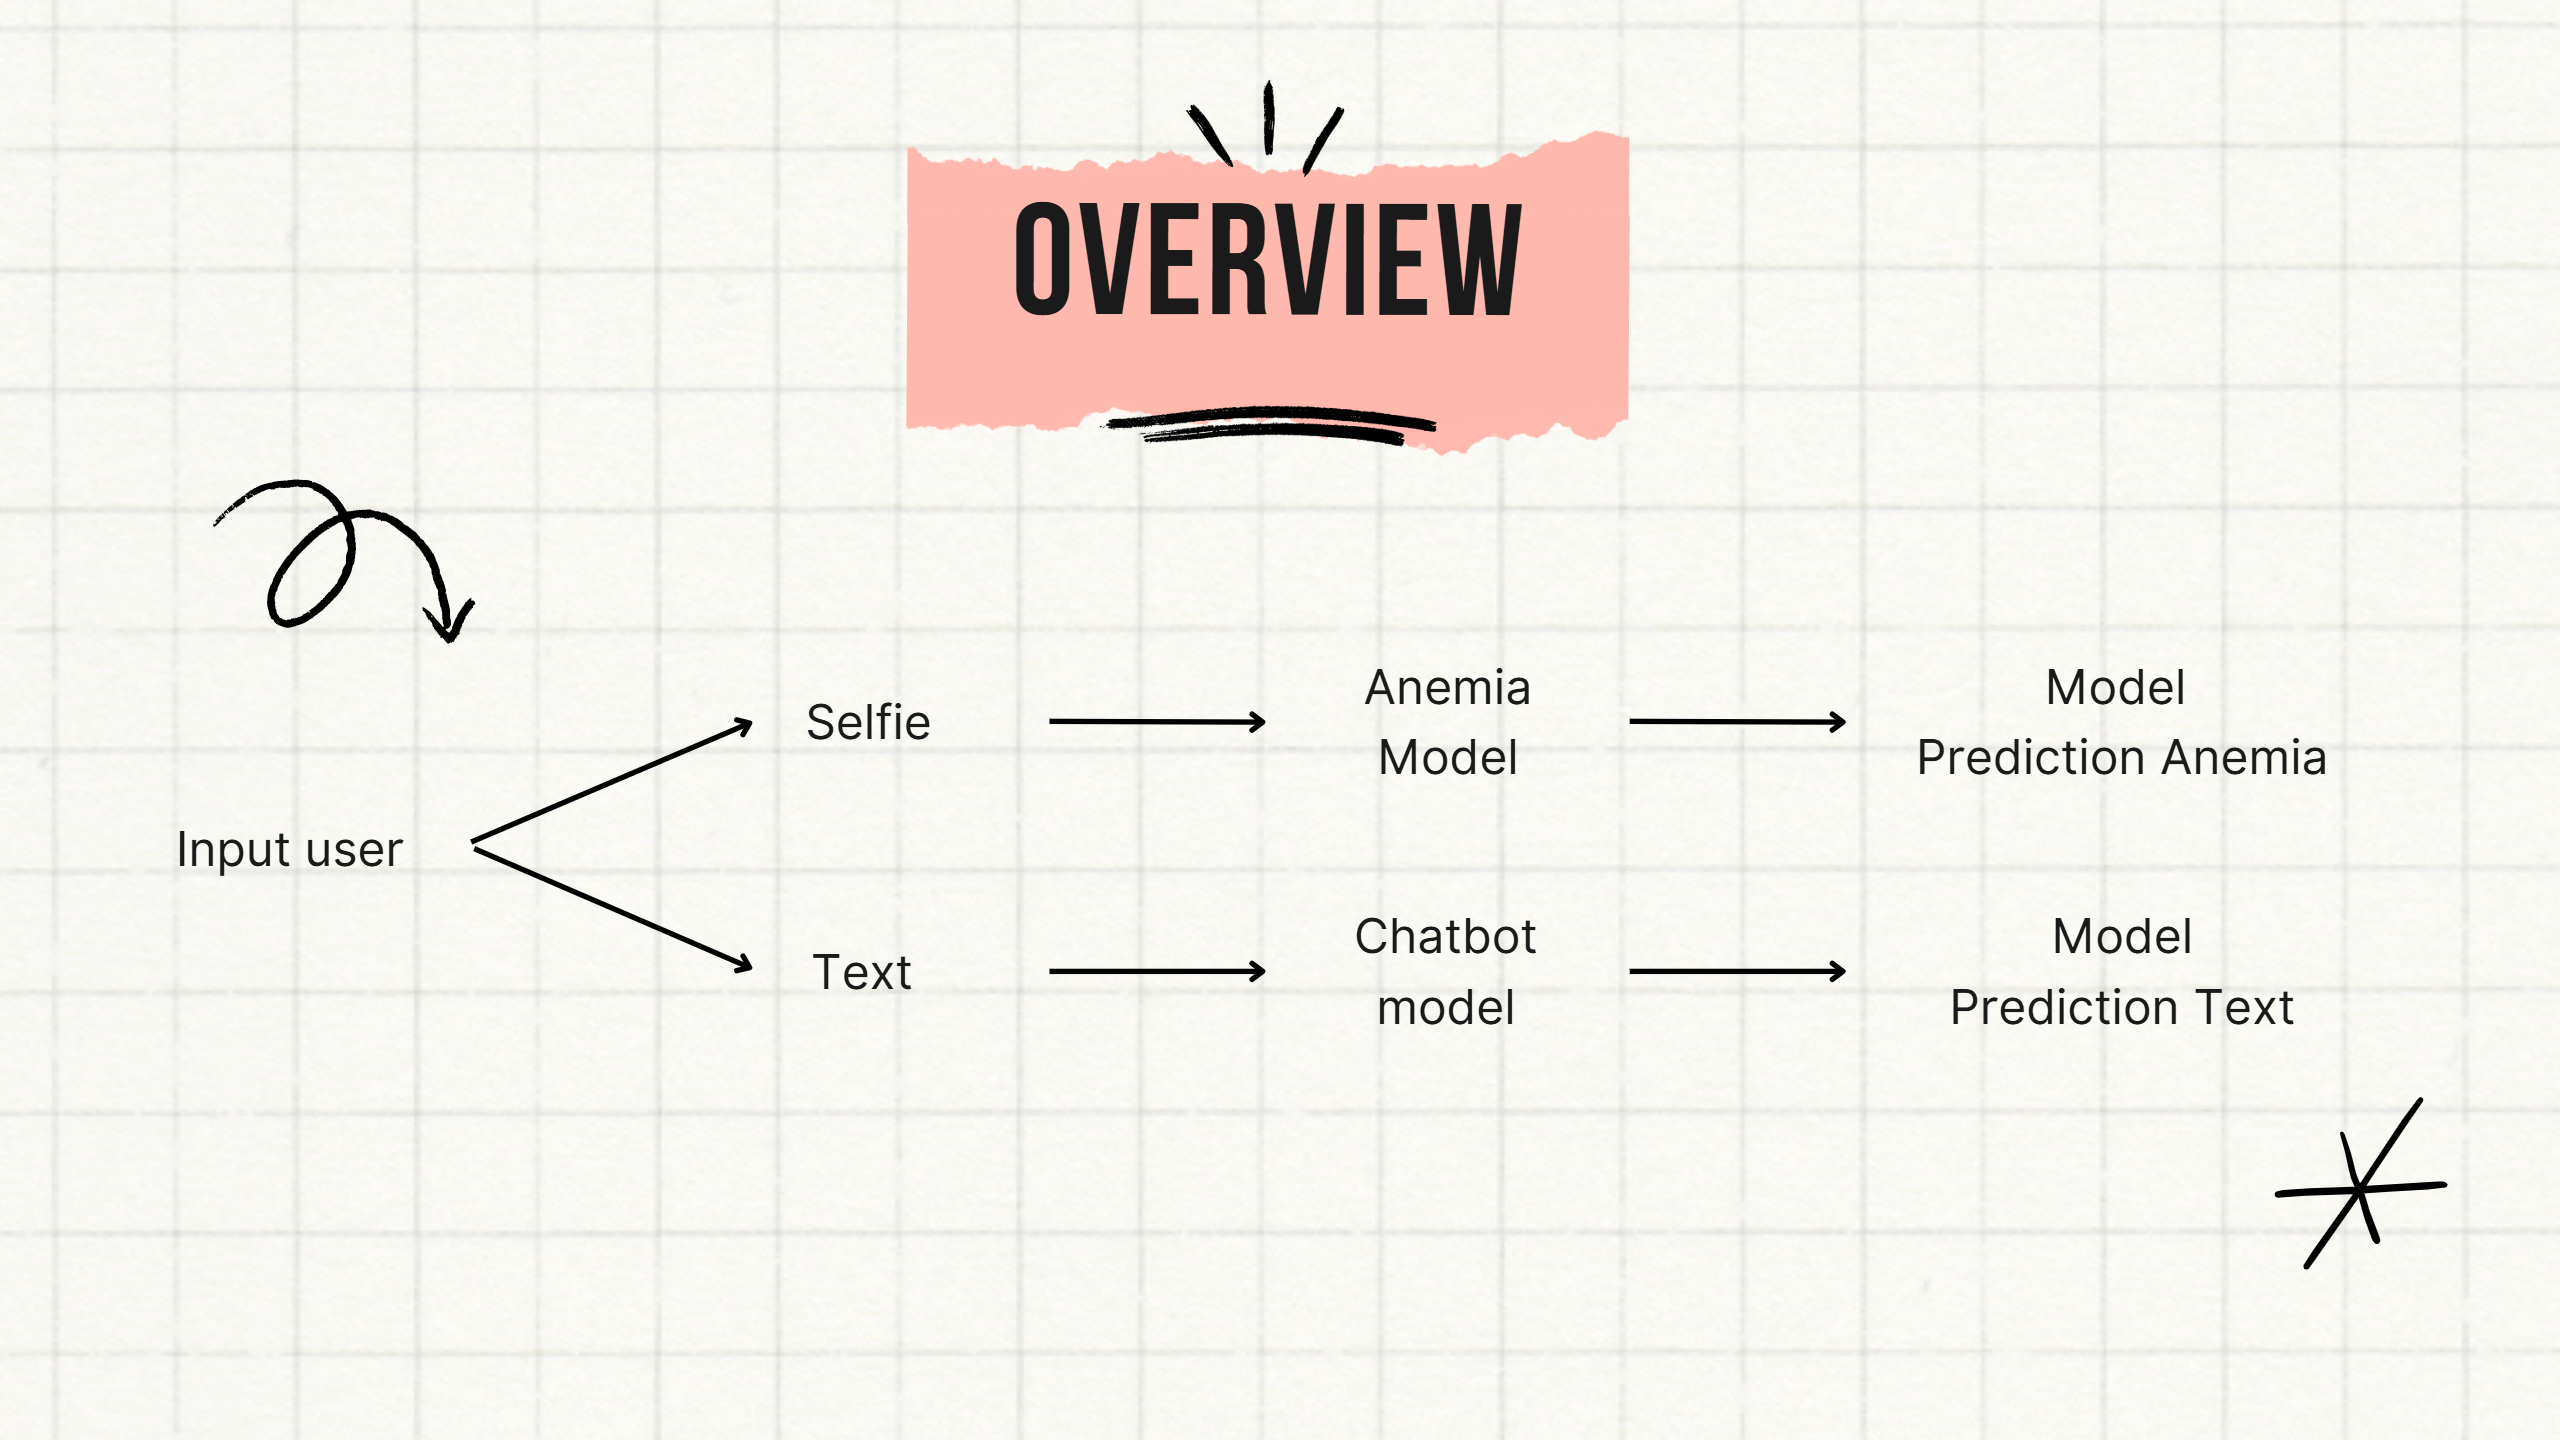 OVERVIEW
Selfie
Anemia
Model
Model
Prediction Anemia
Input user
Text
Chatbot
model
Model
Prediction Text